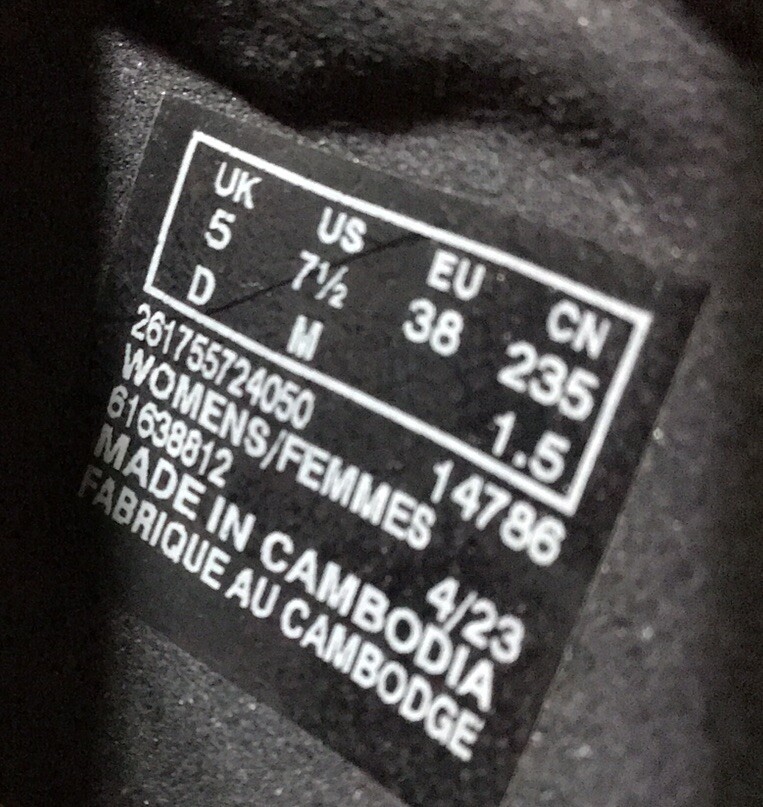 UK US EU CN
5 7½ 38 235
D M 1.5
261755724050 14786
WOMENS/FEMMES
61638812 4/23
MADE IN CAMBODIA
FABRIQUE AU CAMBODGE